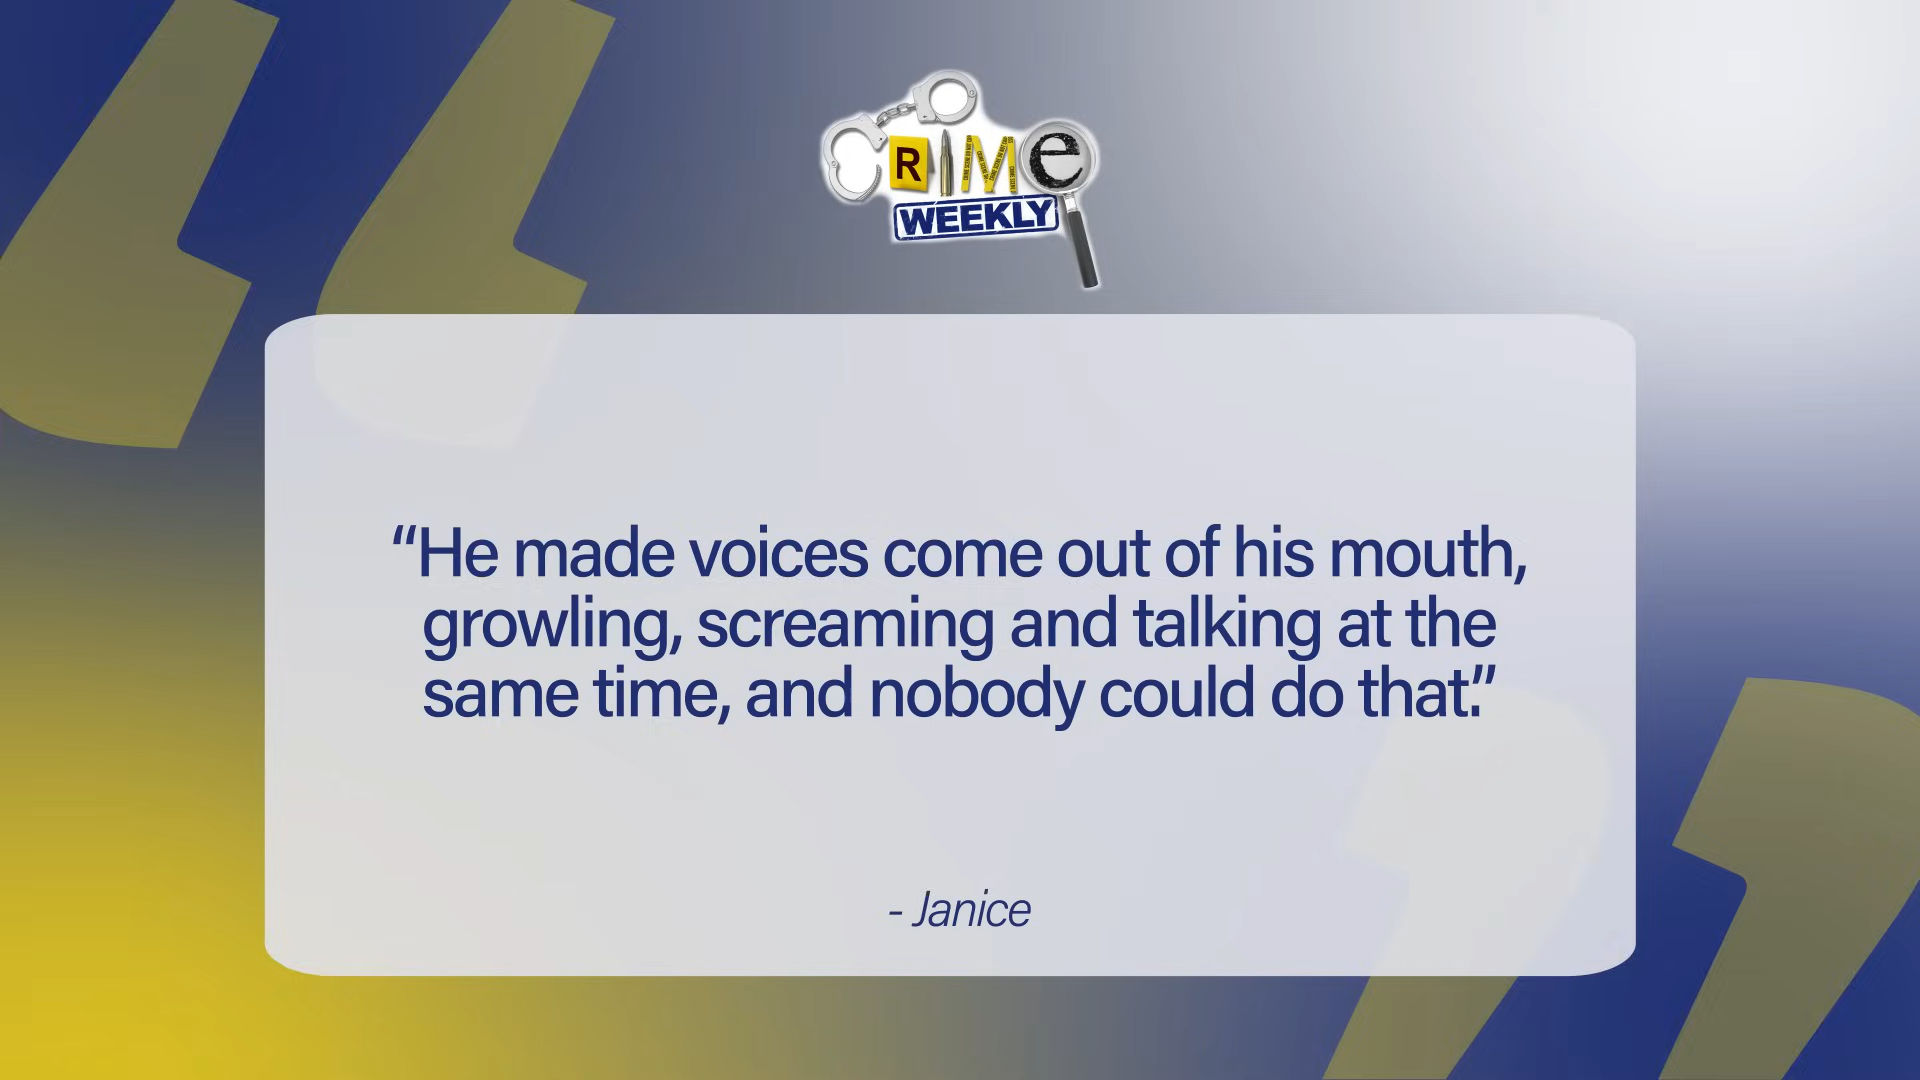 CRIME
WEEKLY
“He made voices come out of his mouth,
growling, screaming and talking at the
same time, and nobody could do that.”
- Janice